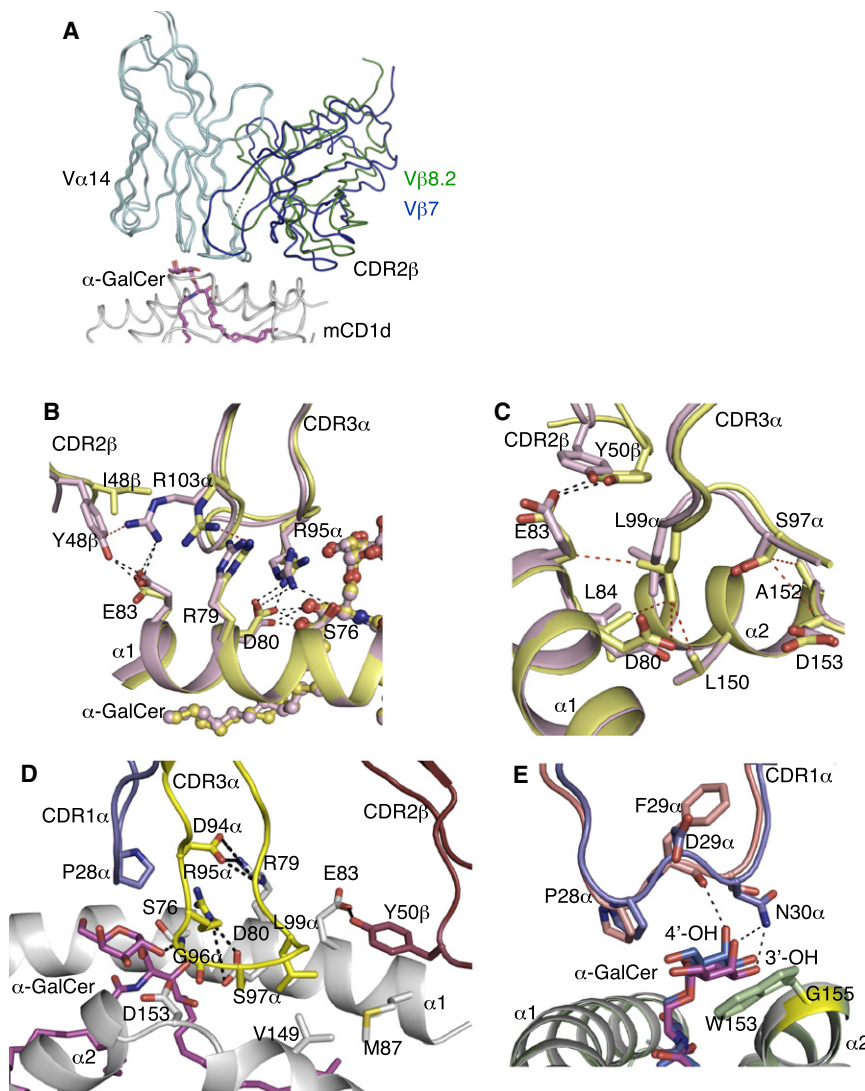 A
Vα14
Vβ8.2
Vβ7
α-GalCer
CDR2β
mCD1d
B
CDR3α
CDR2β
I48β
R103α
Y48β
R95α
E83
R79
D80
S76
α1
α-GalCer
C
CDR3α
CDR2β
Y50β
E83
L99α
S97α
L84
A152
α2
D80
D153
L150
α1
D
CDR3α
CDR1α
CDR2β
D94α
P28α
R95α
R79
E83
S76
D80
L99α
Y50β
G96α
α-GalCer
S97α
α1
D153
V149
α2
M87
E
CDR1α
F29α
D29α
P28α
N30α
4'-OH
3'-OH
α-GalCer
G155
α1
W153
α2